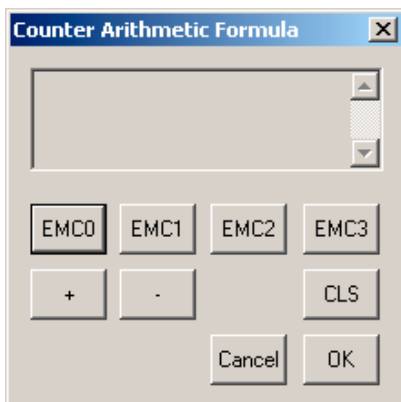 Counter Arithmetic Formula
EMC0 EMC1 EMC2 EMC3
+ - CLS
Cancel OK